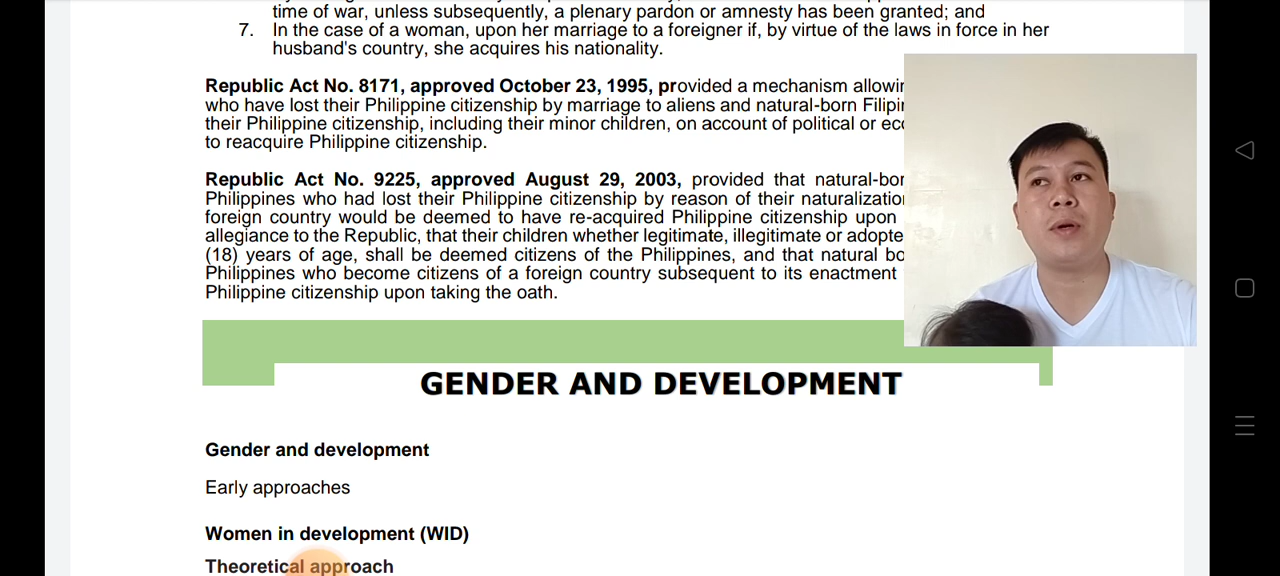 time of war, unless subsequently, a plenary pardon or amnesty has been granted; and
7. In the case of a woman, upon her marriage to a foreigner if, by virtue of the laws in force in her
husband's country, she acquires his nationality.
Republic Act No. 8171, approved October 23, 1995, provided a mechanism
who have lost their Philippine citizenship by marriage to aliens and natural-born
their Philippine citizenship, including their minor children, on account of political or
to reacquire Philippine citizenship.
Republic Act No. 9225, approved August 29, 2003, provided that
Philippines who had lost their Philippine citizenship by reason of their
foreign country would be deemed to have re-acquired Philippine citizenship upon
allegiance to the Republic, that their children whether legitimate, illegitimate or
(18) years of age, shall be deemed citizens of the Philippines, and that natural
Philippines who become citizens of a foreign country subsequent to its enactment
Philippine citizenship upon taking the oath.
GENDER AND DEVELOPMENT
Gender and development
Early approaches
Women in development (WID)
Theoretical approach